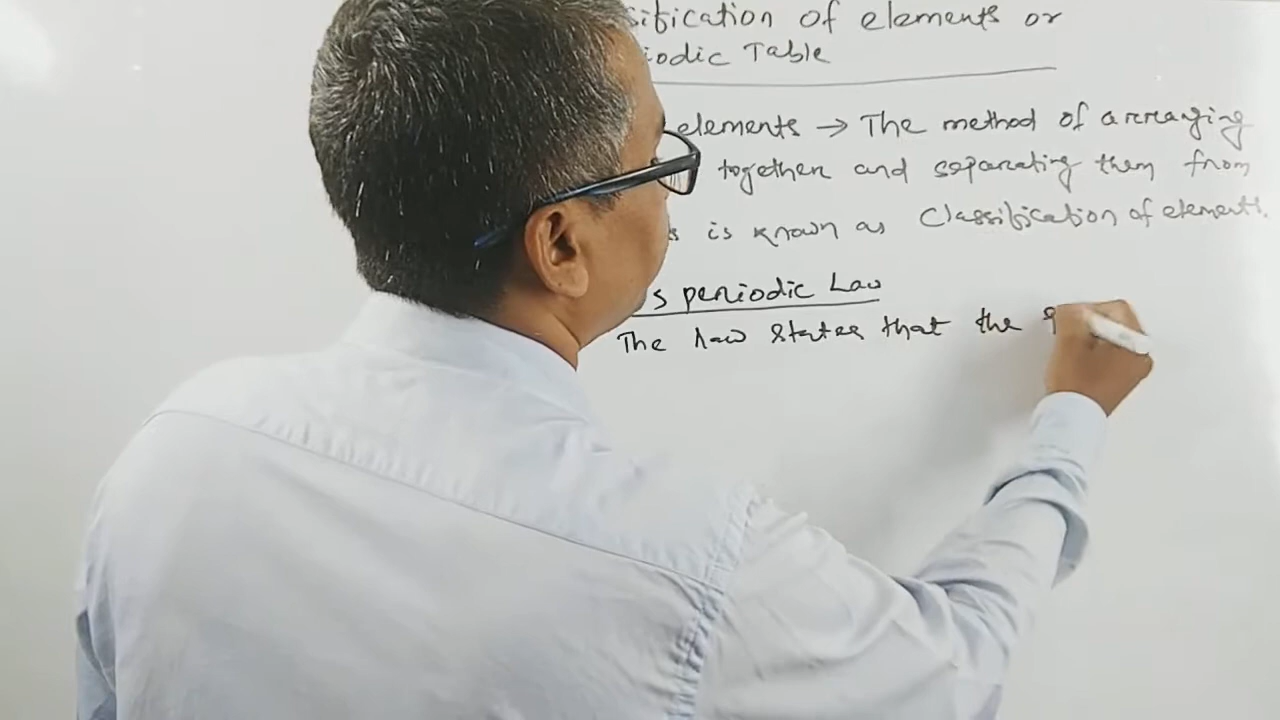 sification of elements or
iodic Table
elements → The method of arranging
together and separating them from
s is known as Classification of elements.
s periodic Law
The law states that the